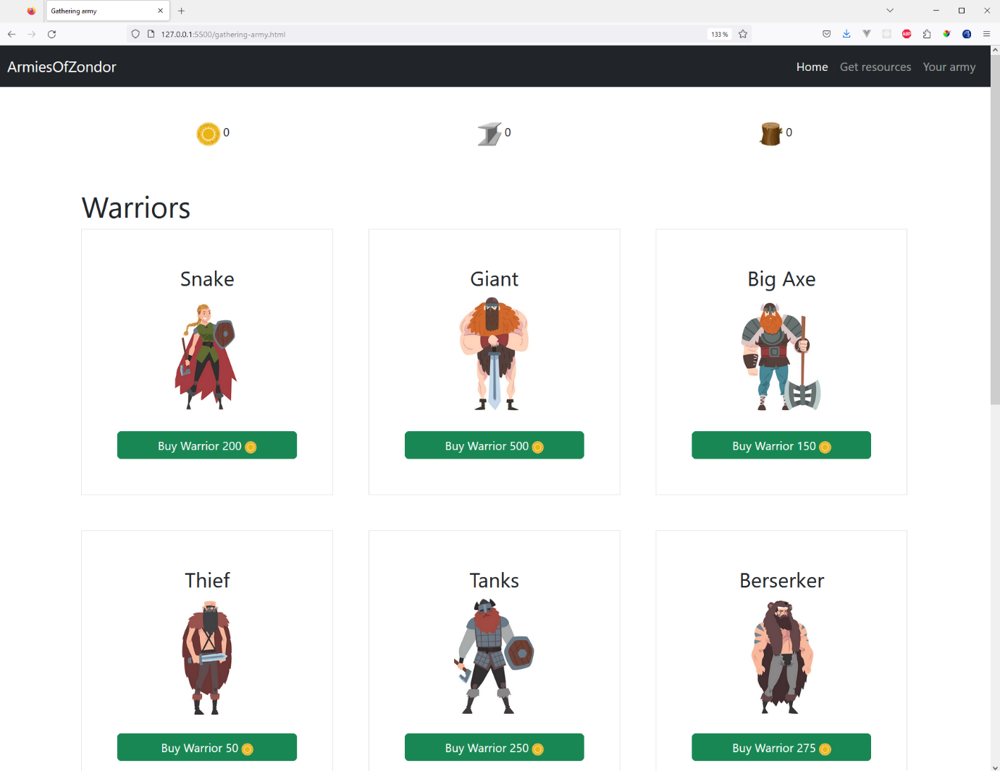 Gathering army
127.0.0.1:5500/gathering-army.html
133 %
ABP
ArmiesOfZondor
Home Get resources Your army
0 0 0
Warriors
Snake Giant Big Axe
Buy Warrior 200 Buy Warrior 500 Buy Warrior 150
Thief Tanks Berserker
Buy Warrior 50 Buy Warrior 250 Buy Warrior 275